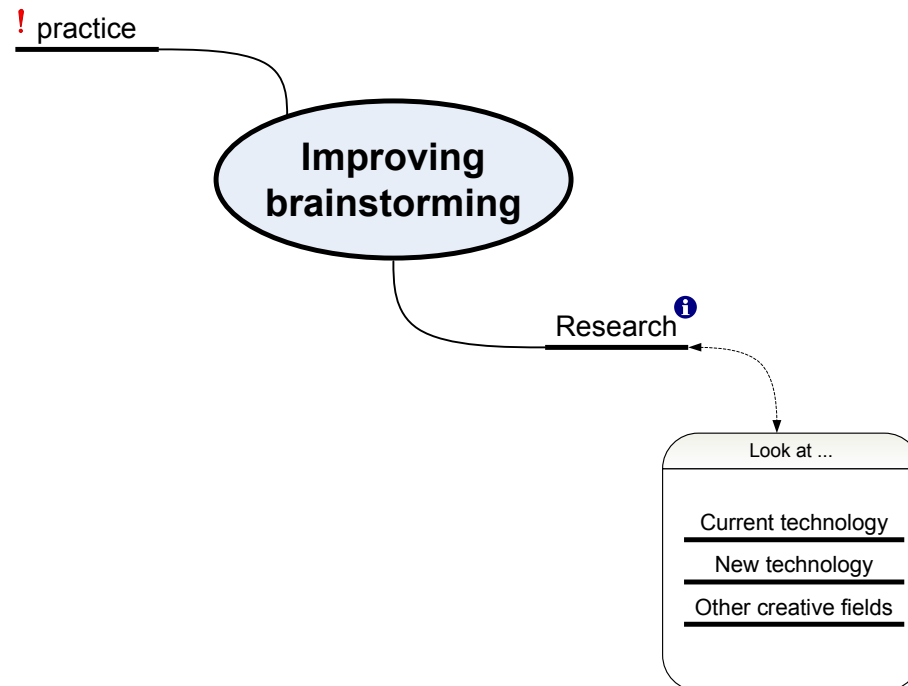 ! practice
Improving
brainstorming
Research
Look at ...
Current technology
New technology
Other creative fields